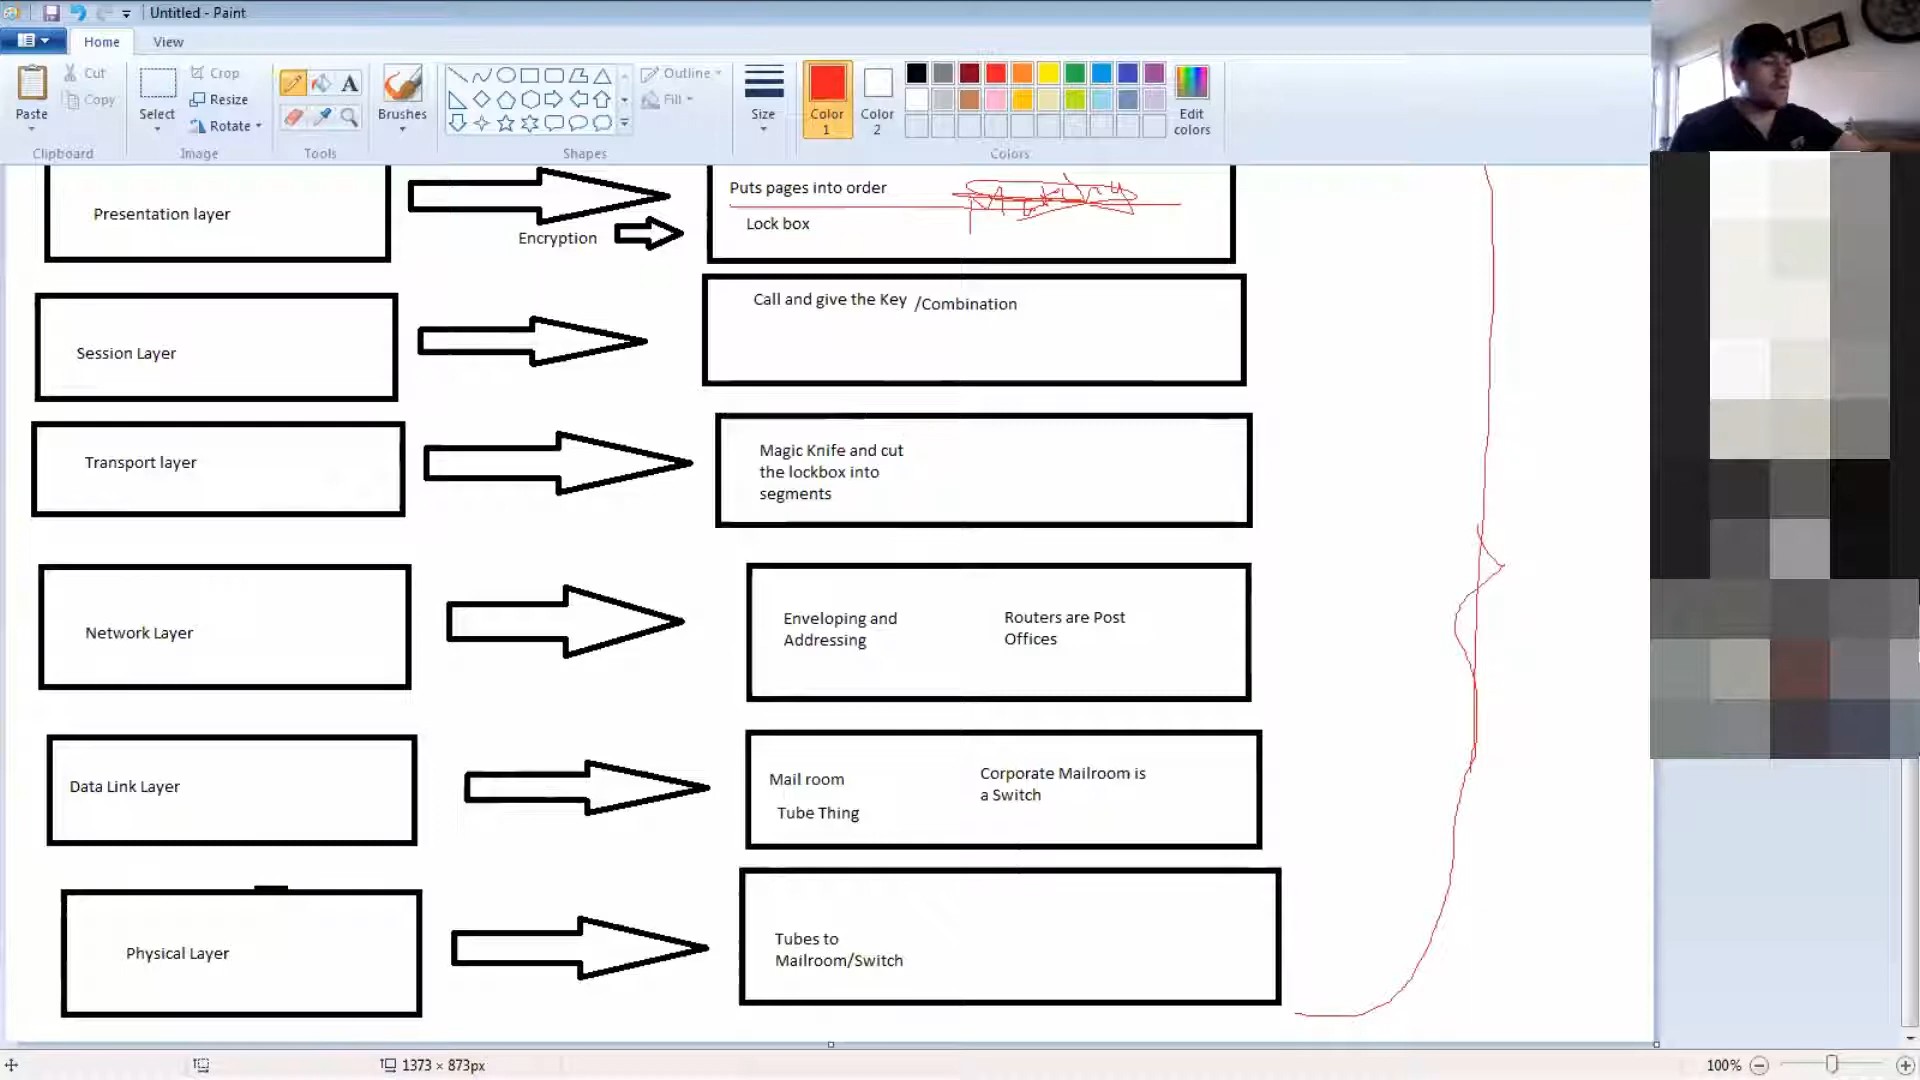 Untitled - Paint
Home
View
Paste
Cut
Copy
Clipboard
Select
Crop
Resize
Rotate
Image
A
Tools
Brushes
Shapes
Outline
Fill
Size
Color
1
Color
2
Edit
colors
Colors
Presentation layer
Encryption
Puts pages into order
Lock box
Session Layer
Call and give the Key /Combination
Transport layer
Magic Knife and cut
the lockbox into
segments
Network Layer
Enveloping and
Addressing
Routers are Post
Offices
Data Link Layer
Mail room
Tube Thing
Corporate Mailroom is
a Switch
Physical Layer
Tubes to
Mailroom/Switch
1373 × 873px
100%